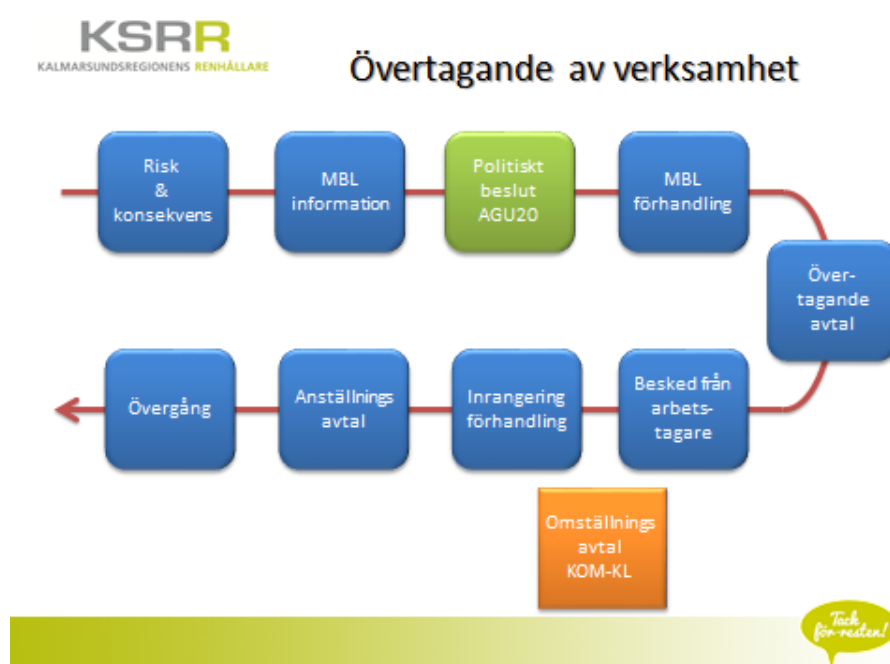 KSRR
KALMARSUNDSREGIONENS RENHÅLLARE
Övertagande av verksamhet
Risk
&
konsekvens
MBL
information
Politiskt
beslut
AGU20
MBL
förhandling
Över-
tagande
avtal
Besked från
arbets-
tagare
Inrangering
förhandling
Anställnings
avtal
Övergång
Omställnings
avtal
KOM-KL
Tack
för-resten!